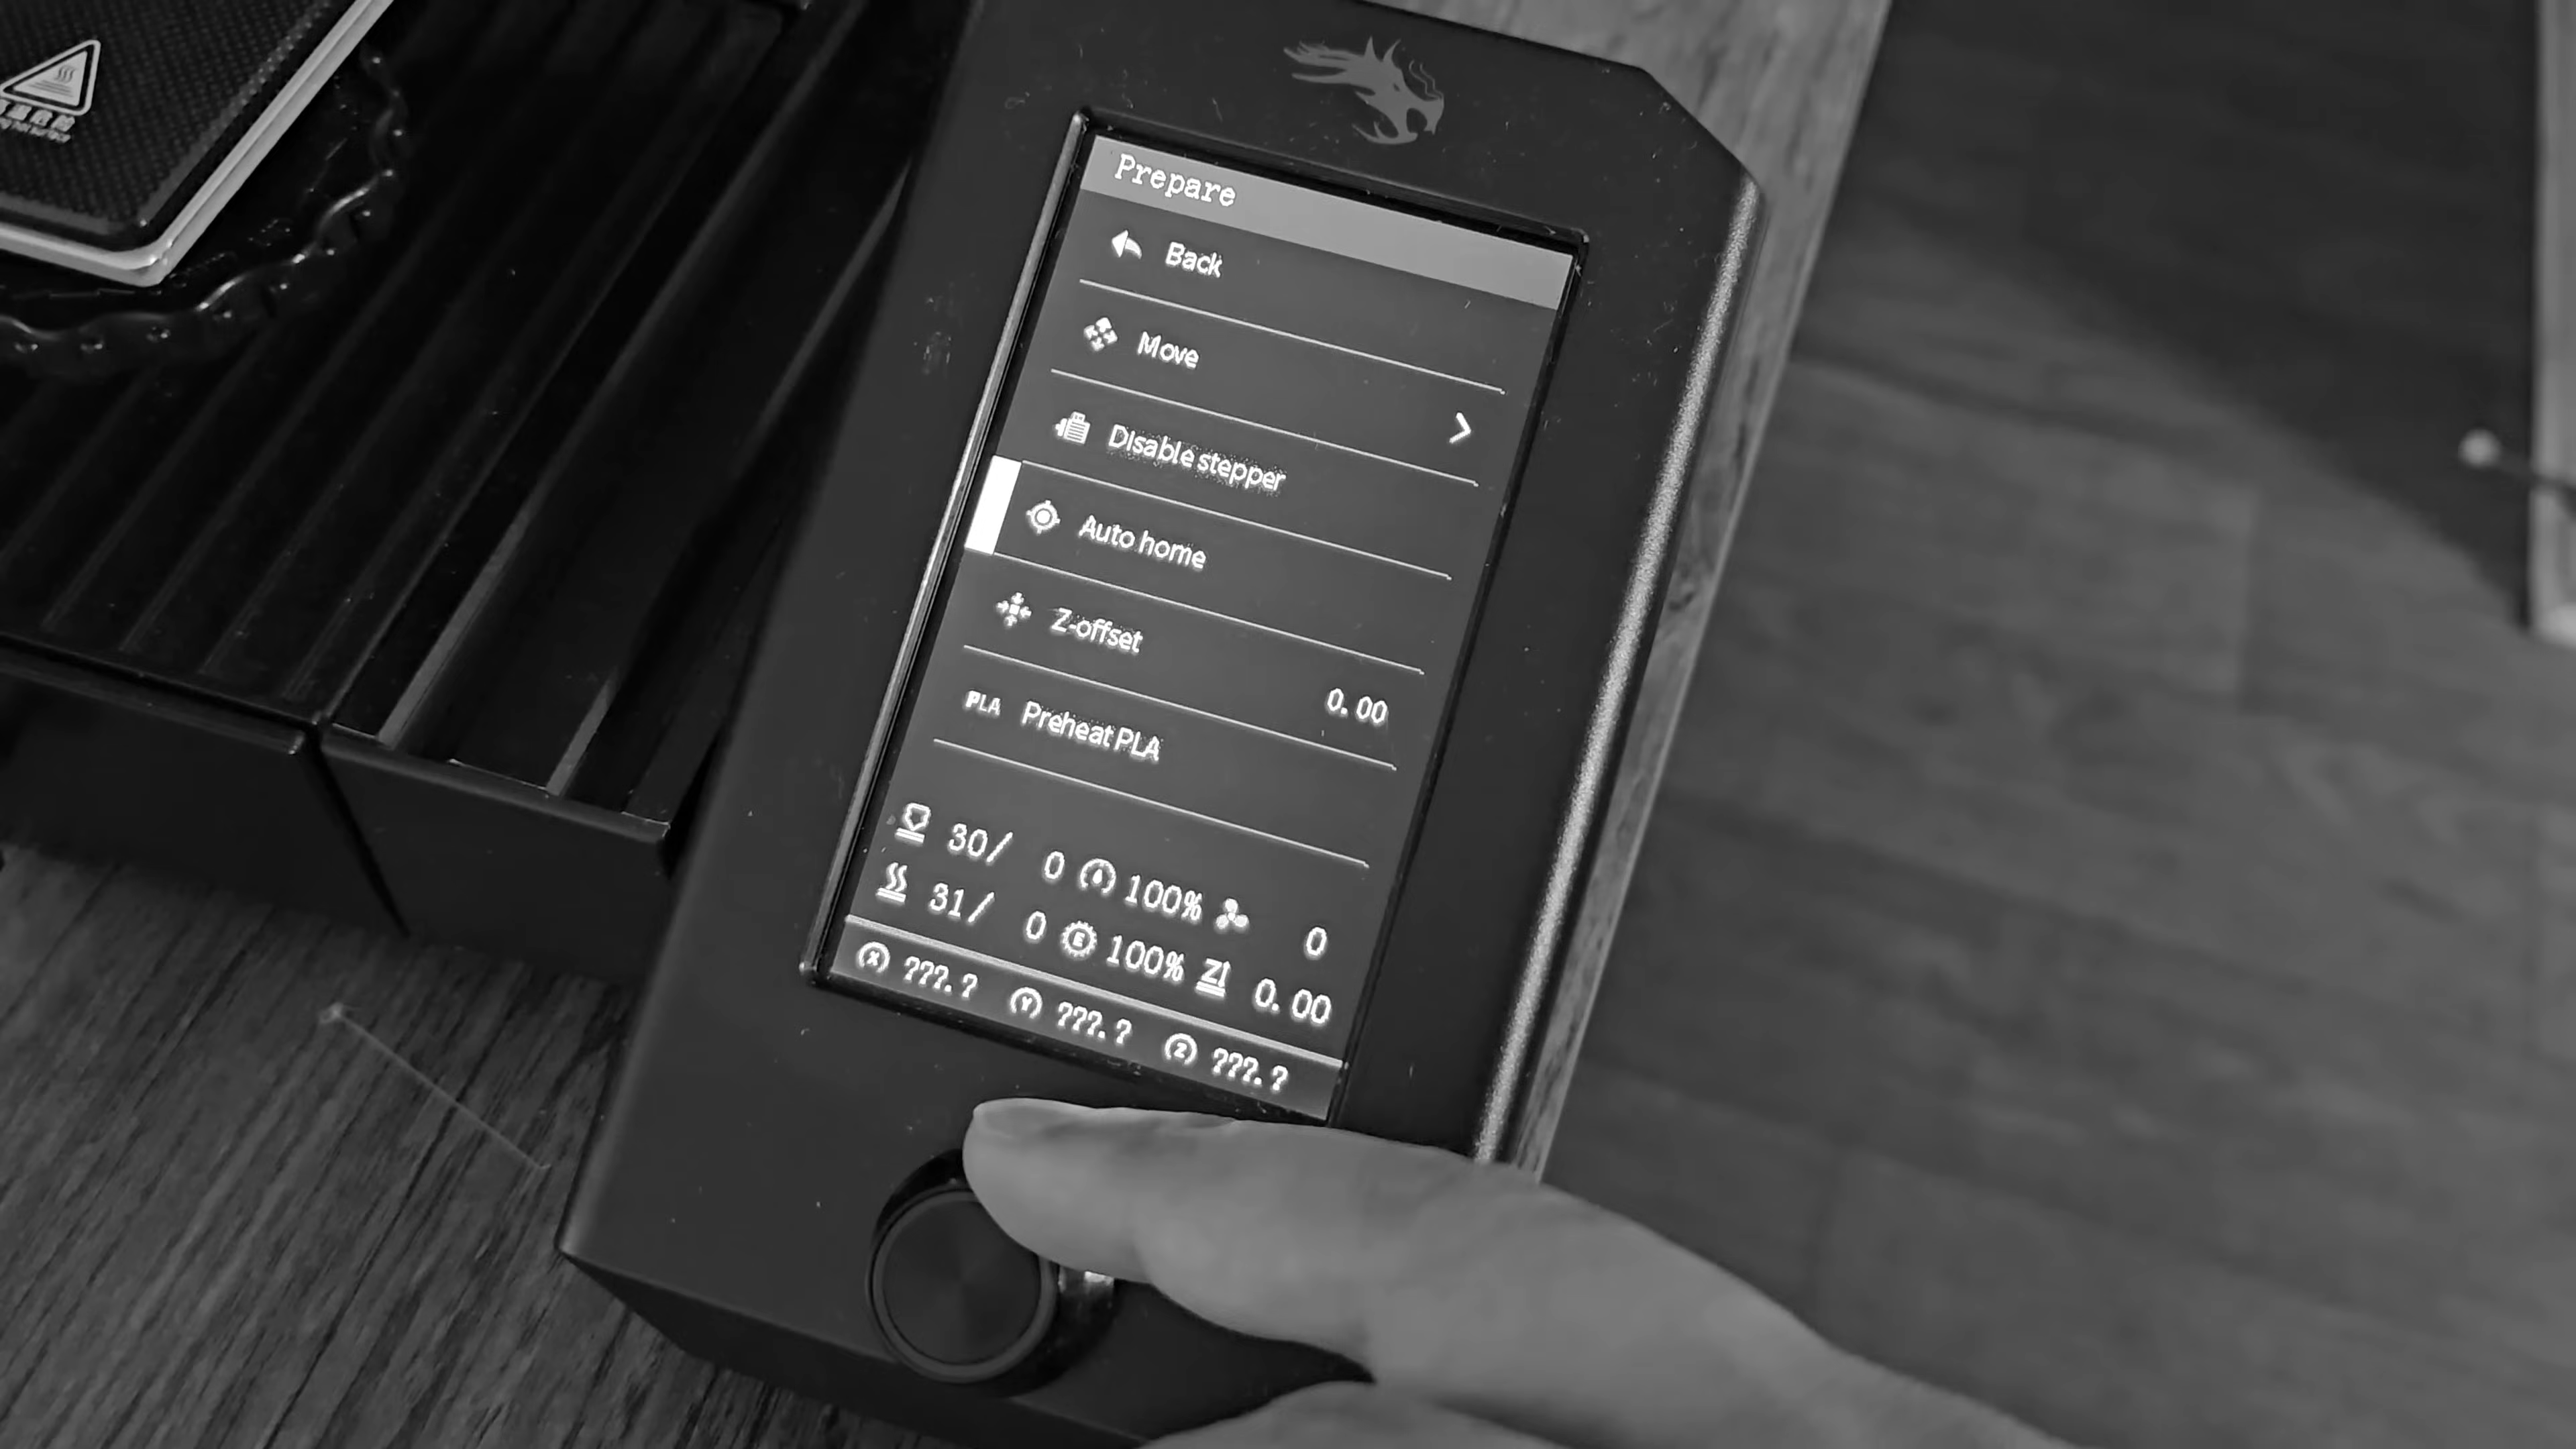 Prepare
Back
Move
Disable stepper
Auto home
Z-offset 0.00
PLA Preheat PLA
30/ 0 100% 0
31/ 0 E 100% Z 0.00
X ???.? Y ???.? Z ???.?